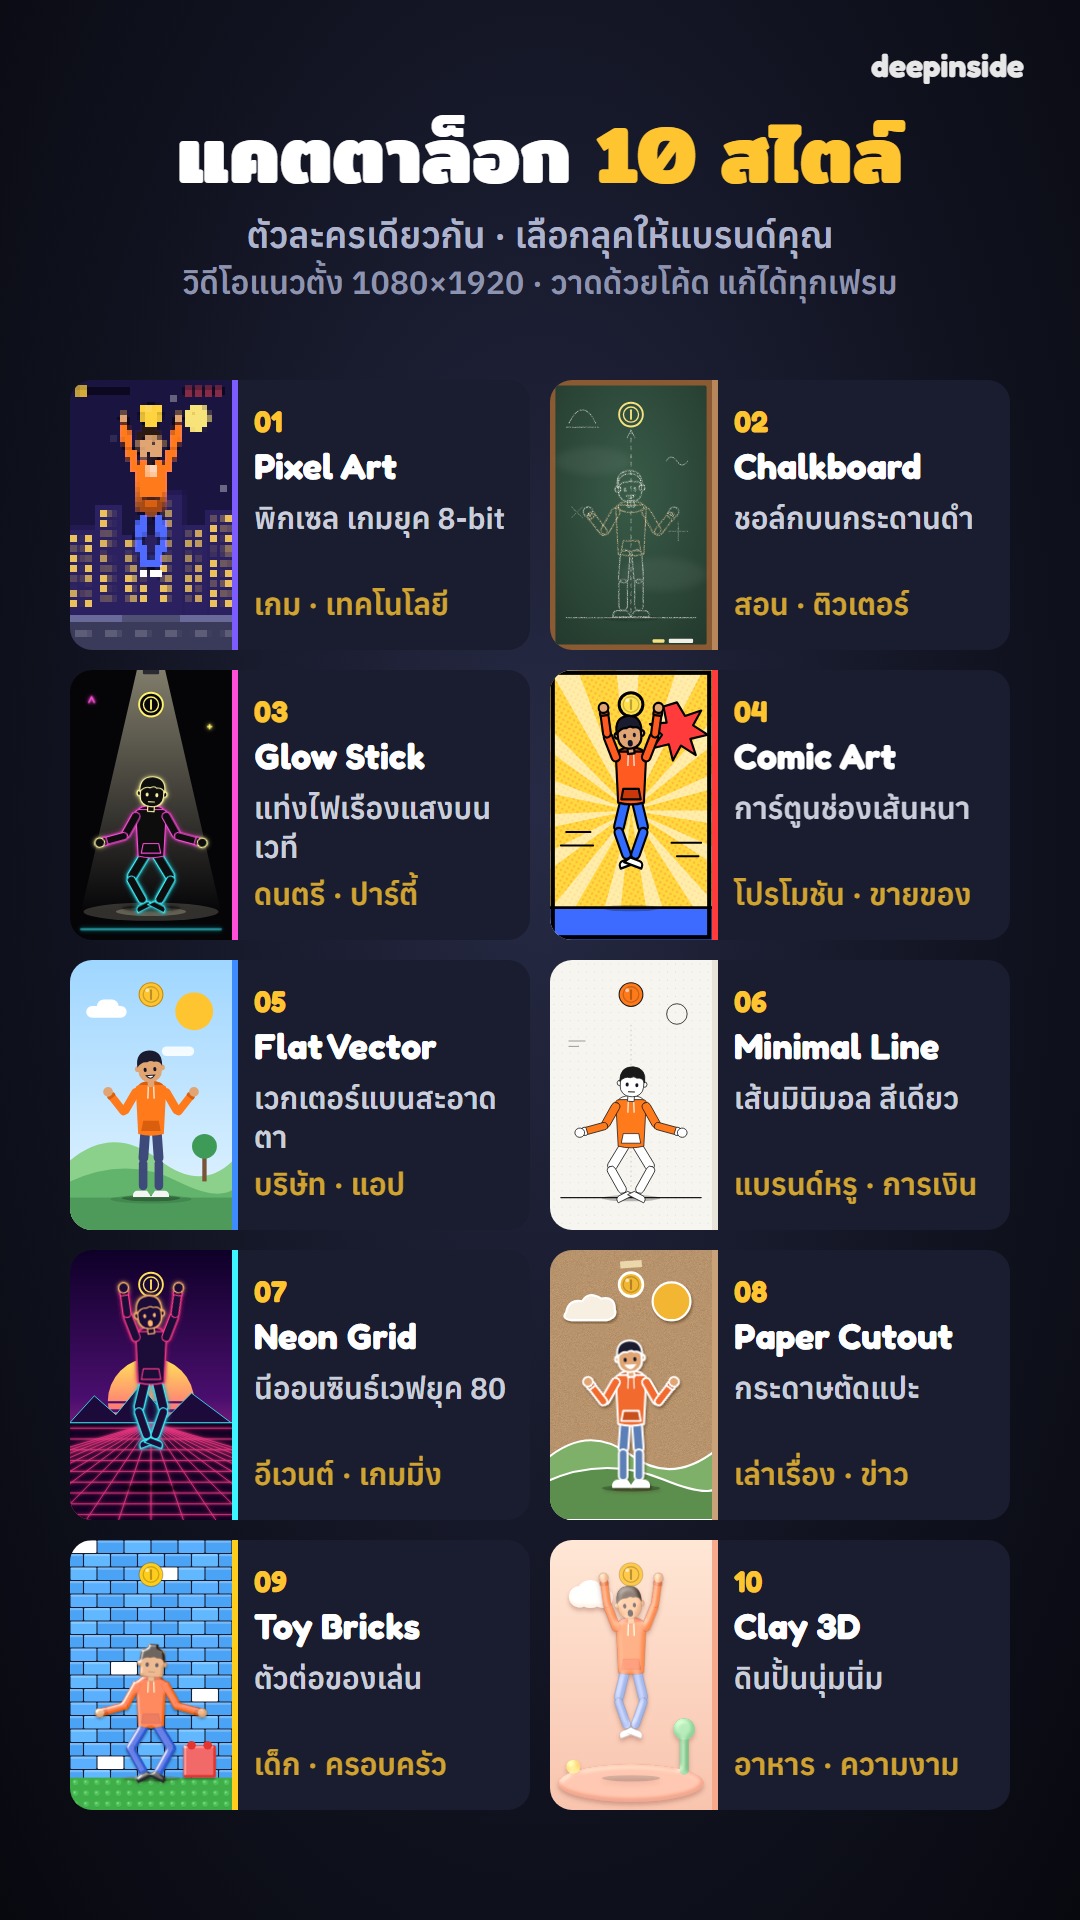 deepinside
แคตตาล็อก 10 สไตล์
ตัวละครเดียวกัน · เลือกลุคให้แบรนด์คุณ
วิดีโอแนวตั้ง 1080×1920 · วาดด้วยโค้ด แก้ได้ทุกเฟรม
01
Pixel Art
พิกเซล เกมยุค 8-bit
เกม · เทคโนโลยี
02
Chalkboard
ชอล์กบนกระดานดำ
สอน · ติวเตอร์
03
Glow Stick
แท่งไฟเรืองแสงบน
เวที
ดนตรี · ปาร์ตี้
04
Comic Art
การ์ตูนช่องเส้นหนา
โปรโมชัน · ขายของ
05
Flat Vector
เวกเตอร์แบนสะอาด
ตา
บริษัท · แอป
06
Minimal Line
เส้นมินิมอล สีเดียว
แบรนด์หรู · การเงิน
07
Neon Grid
นีออนซินธ์เวฟยุค 80
อีเวนต์ · เกมมิ่ง
08
Paper Cutout
กระดาษตัดแปะ
เล่าเรื่อง · ข่าว
09
Toy Bricks
ตัวต่อของเล่น
เด็ก · ครอบครัว
10
Clay 3D
ดินปั้นนุ่มนิ่ม
อาหาร · ความงาม